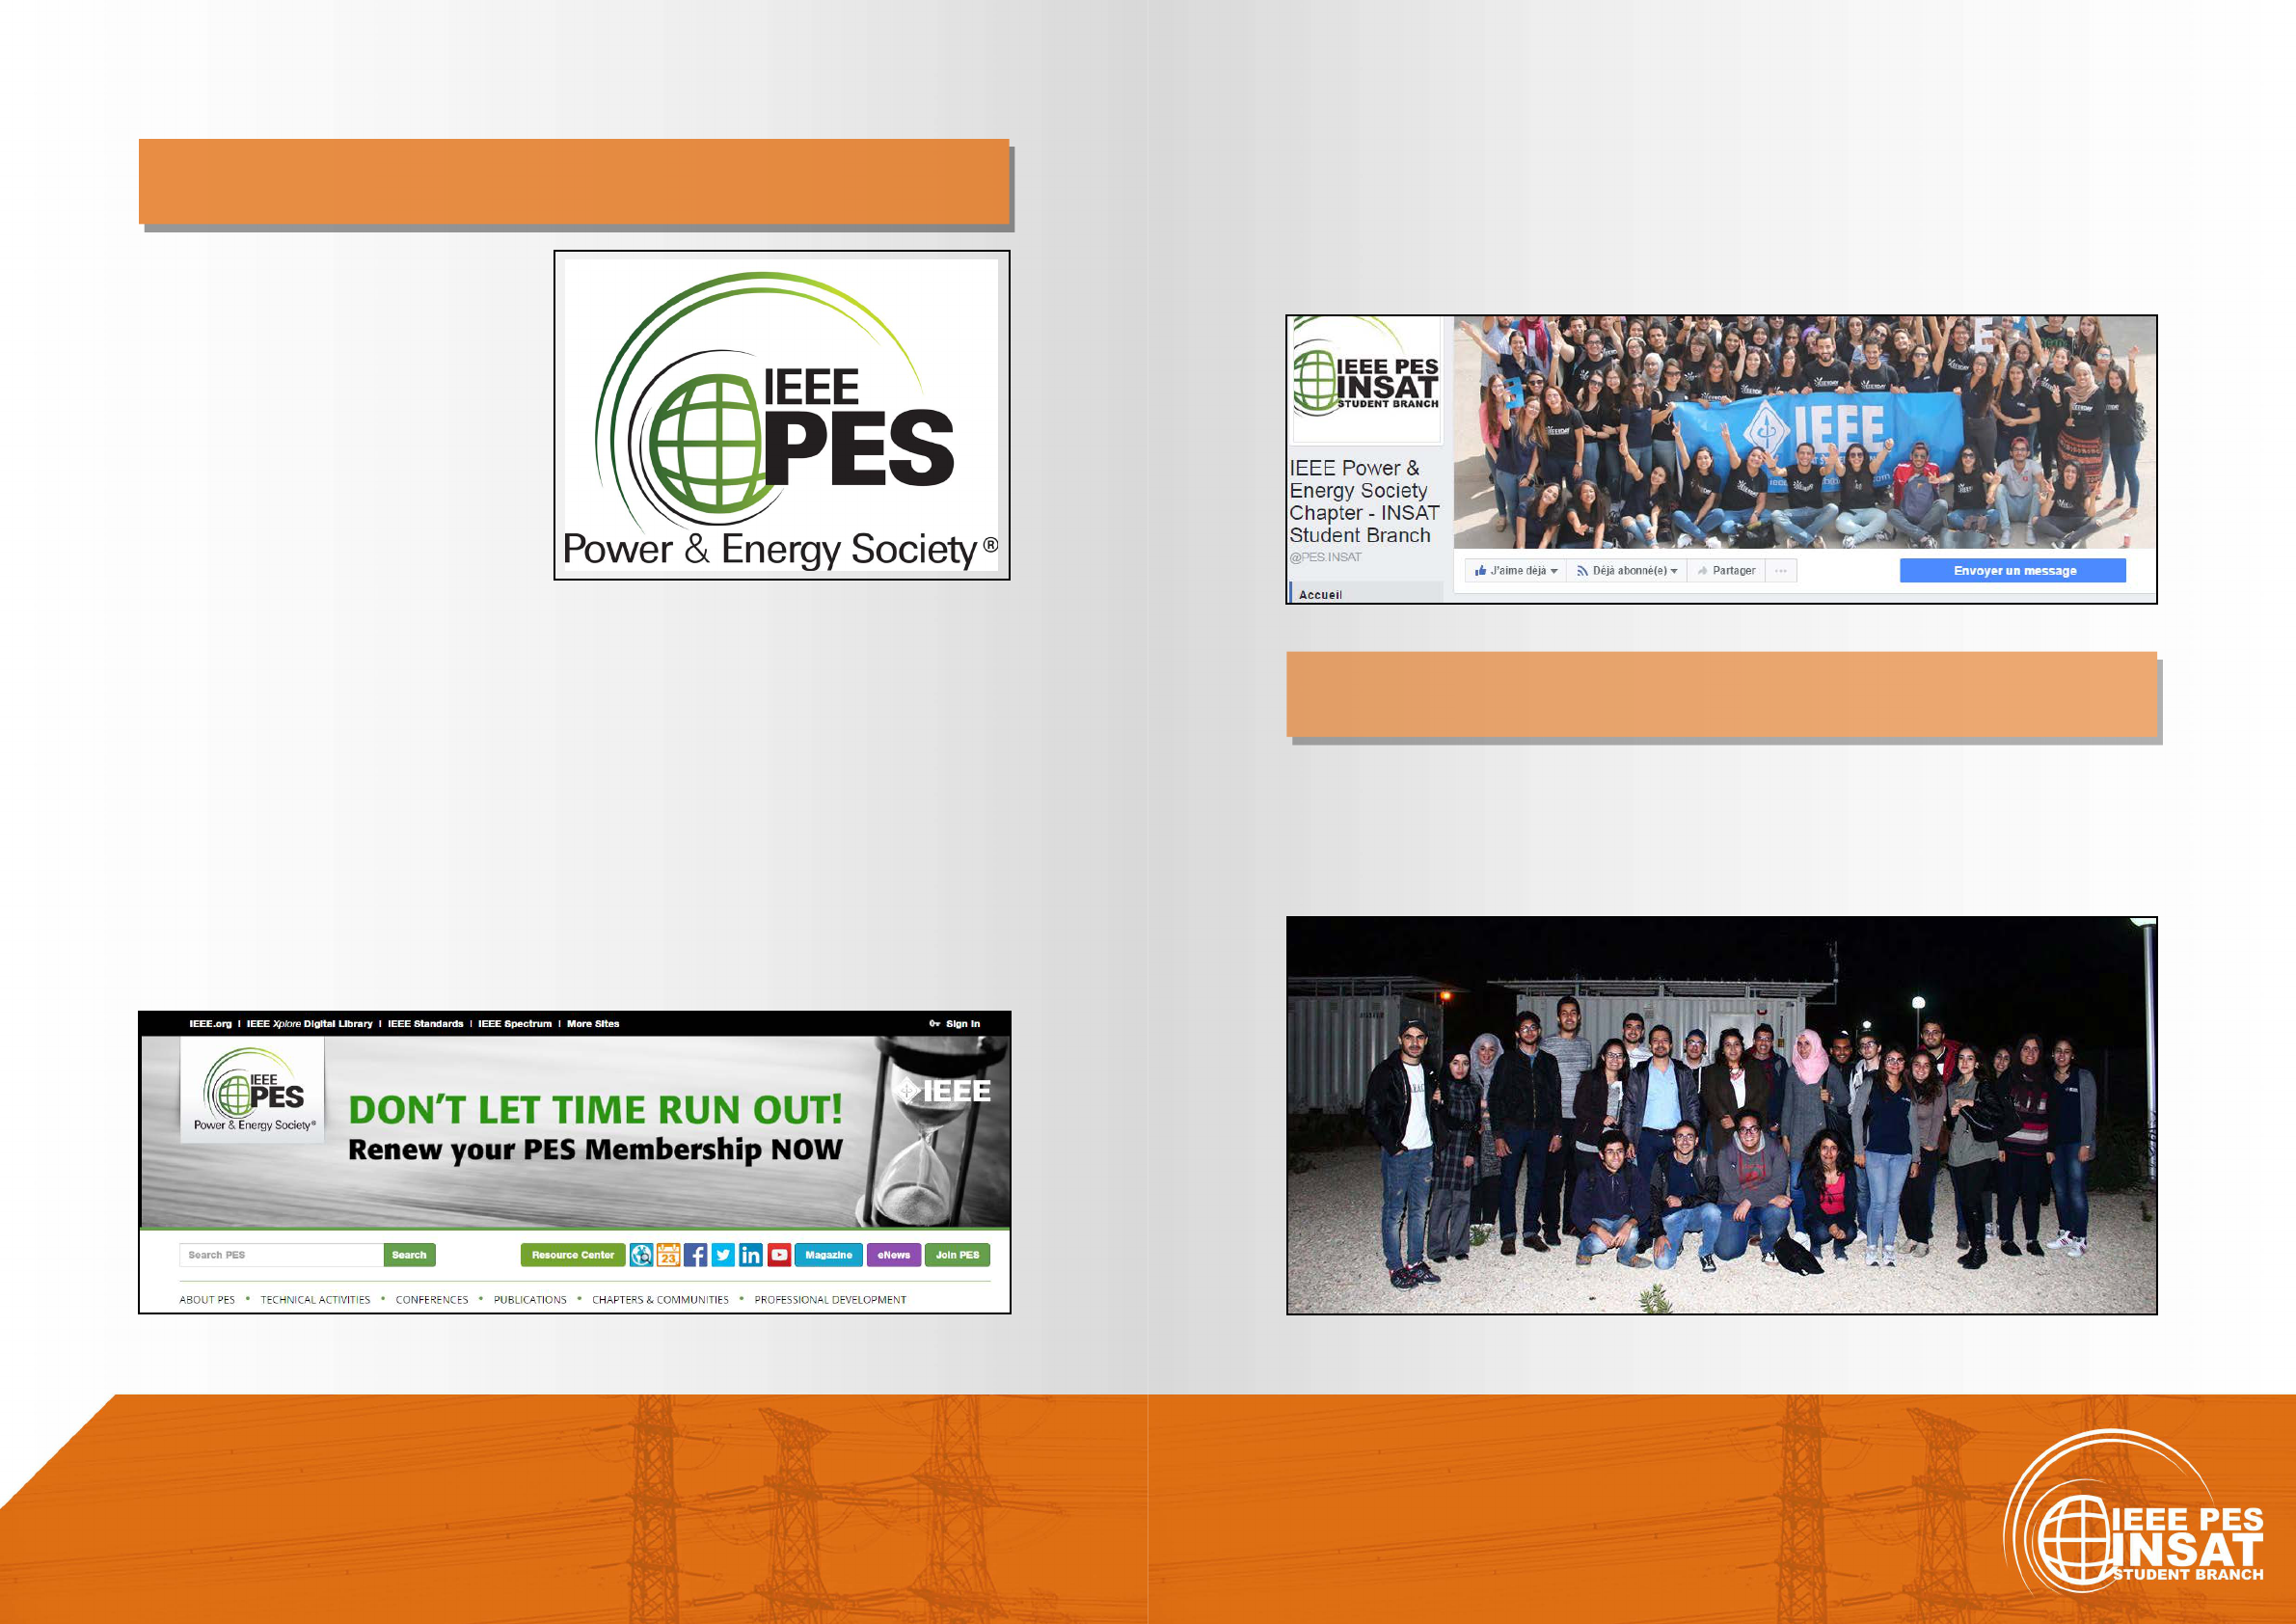 IEEE
PES
Power & Energy Society®
IEEE.org | IEEE Xplore Digital Library | IEEE Standards | IEEE Spectrum | More Sites
Sign In
IEEE
PES
Power & Energy Society®
DON'T LET TIME RUN OUT!
Renew your PES Membership NOW
IEEE
Search PES
Search
Resource Center
23
Magazine
eNews
Join PES
ABOUT PES • TECHNICAL ACTIVITIES • CONFERENCES • PUBLICATIONS • CHAPTERS & COMMUNITIES • PROFESSIONAL DEVELOPMENT
IEEE PES
INSAT
STUDENT BRANCH
IEEE Power &
Energy Society
Chapter - INSAT
Student Branch
@PES.INSAT
Accueil
IEEE
J'aime déjà
Déjà abonné(e)
Partager
Envoyer un message
IEEE PES
INSAT
STUDENT BRANCH